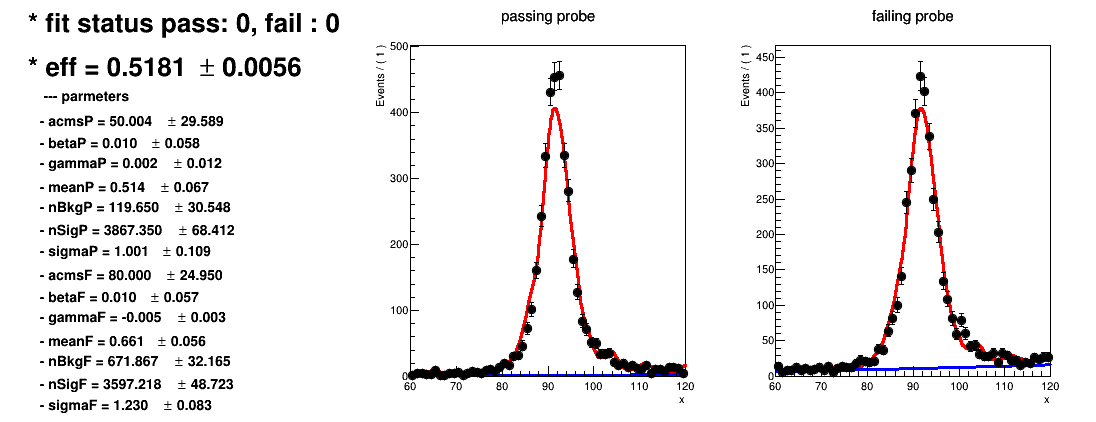 * fit status pass: 0, fail : 0
* eff = 0.5181 ± 0.0056
--- parmeters
- acmsP = 50.004 ± 29.589
- betaP = 0.010 ± 0.058
- gammaP = 0.002 ± 0.012
- meanP = 0.514 ± 0.067
- nBkgP = 119.650 ± 30.548
- nSigP = 3867.350 ± 68.412
- sigmaP = 1.001 ± 0.109
- acmsF = 80.000 ± 24.950
- betaF = 0.010 ± 0.057
- gammaF = -0.005 ± 0.003
- meanF = 0.661 ± 0.056
- nBkgF = 671.867 ± 32.165
- nSigF = 3597.218 ± 48.723
- sigmaF = 1.230 ± 0.083
passing probe
Events / ( 1 )
500
400
300
200
100
0
60 70 80 90 100 110 120
x
failing probe
Events / ( 1 )
450
400
350
300
250
200
150
100
50
0
60 70 80 90 100 110 120
x